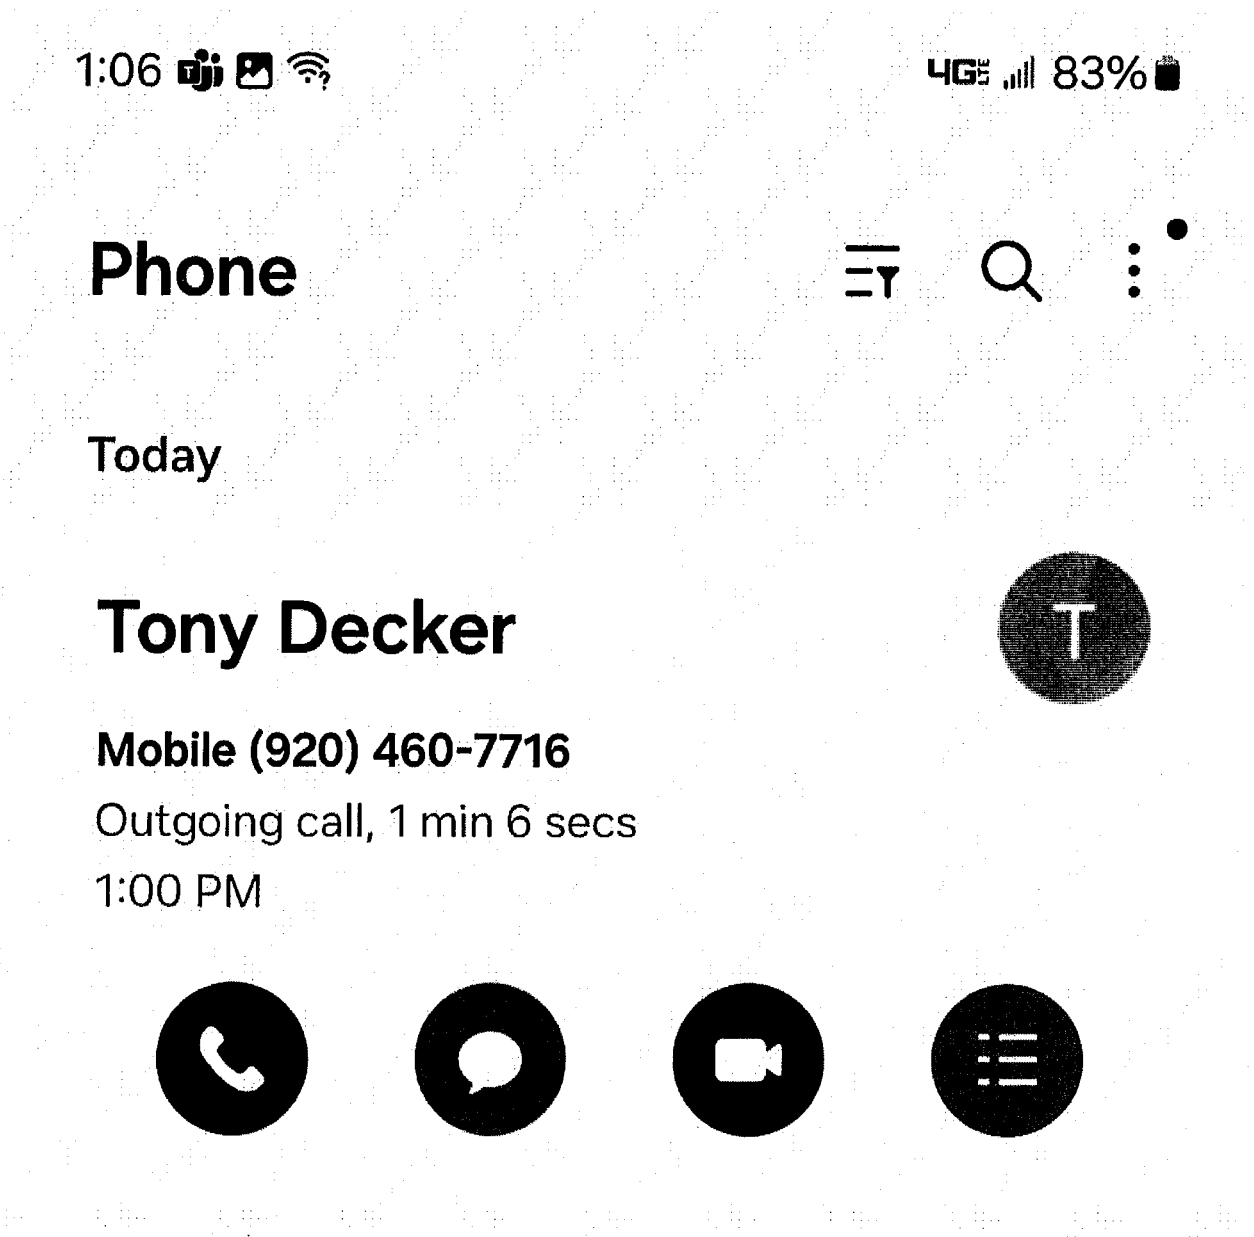 1:06
4G LTE 83%
Phone
Today
Tony Decker
T
Mobile (920) 460-7716
Outgoing call, 1 min 6 secs
1:00 PM